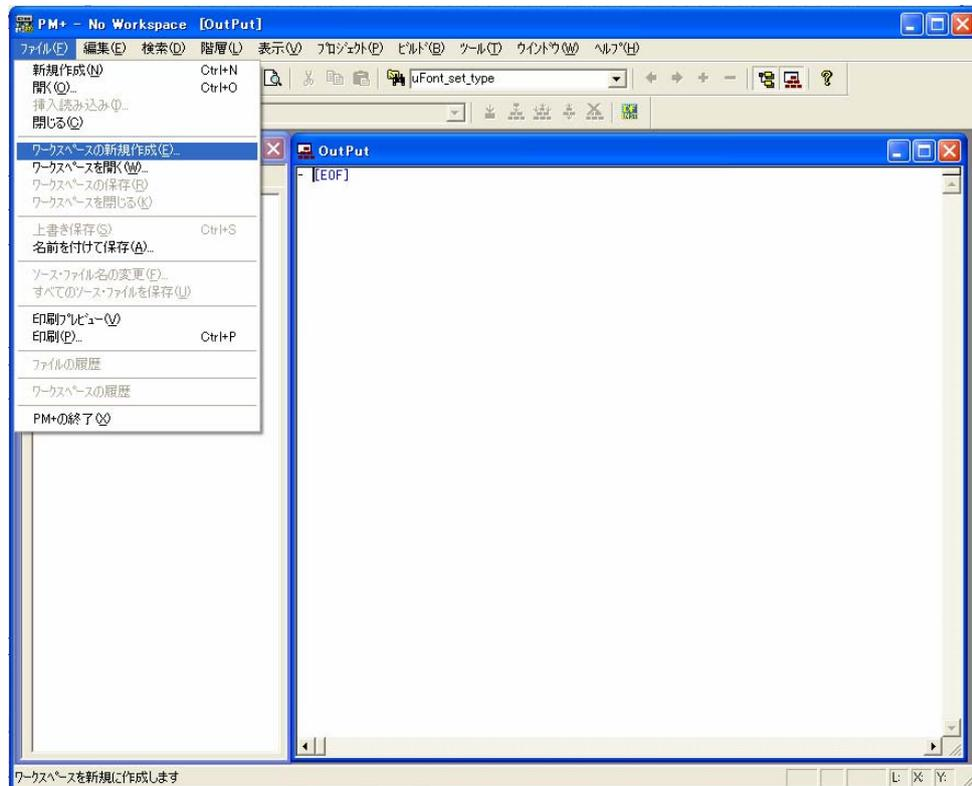 PM+ - No Workspace [OutPut]
ﾌｧｲﾙ(F) 編集(E) 検索(D) 階層(L) 表示(V) ﾌﾟﾛｼﾞｪｸﾄ(P) ﾋﾞﾙﾄﾞ(B) ﾂｰﾙ(T) ｳｲﾝﾄﾞｳ(W) ﾍﾙﾌﾟ(H)
新規作成(N) Ctrl+N
開く(O)... Ctrl+O
挿入読み込み(I)...
閉じる(C)
ﾜｰｸｽﾍﾟｰｽの新規作成(E)...
ﾜｰｸｽﾍﾟｰｽを開く(W)...
ﾜｰｸｽﾍﾟｰｽの保存(R)
ﾜｰｸｽﾍﾟｰｽを閉じる(K)
上書き保存(S) Ctrl+S
名前を付けて保存(A)...
ｿｰｽ･ﾌｧｲﾙ名の変更(F)...
すべてのｿｰｽ･ﾌｧｲﾙを保存(U)
印刷ﾌﾟﾚﾋﾞｭｰ(V)
印刷(P)... Ctrl+P
ﾌｧｲﾙの履歴
ﾜｰｸｽﾍﾟｰｽの履歴
PM+の終了(X)
uFont_set_type
OutPut
- [EOF]
ﾜｰｸｽﾍﾟｰｽを新規に作成します
L: X: Y: